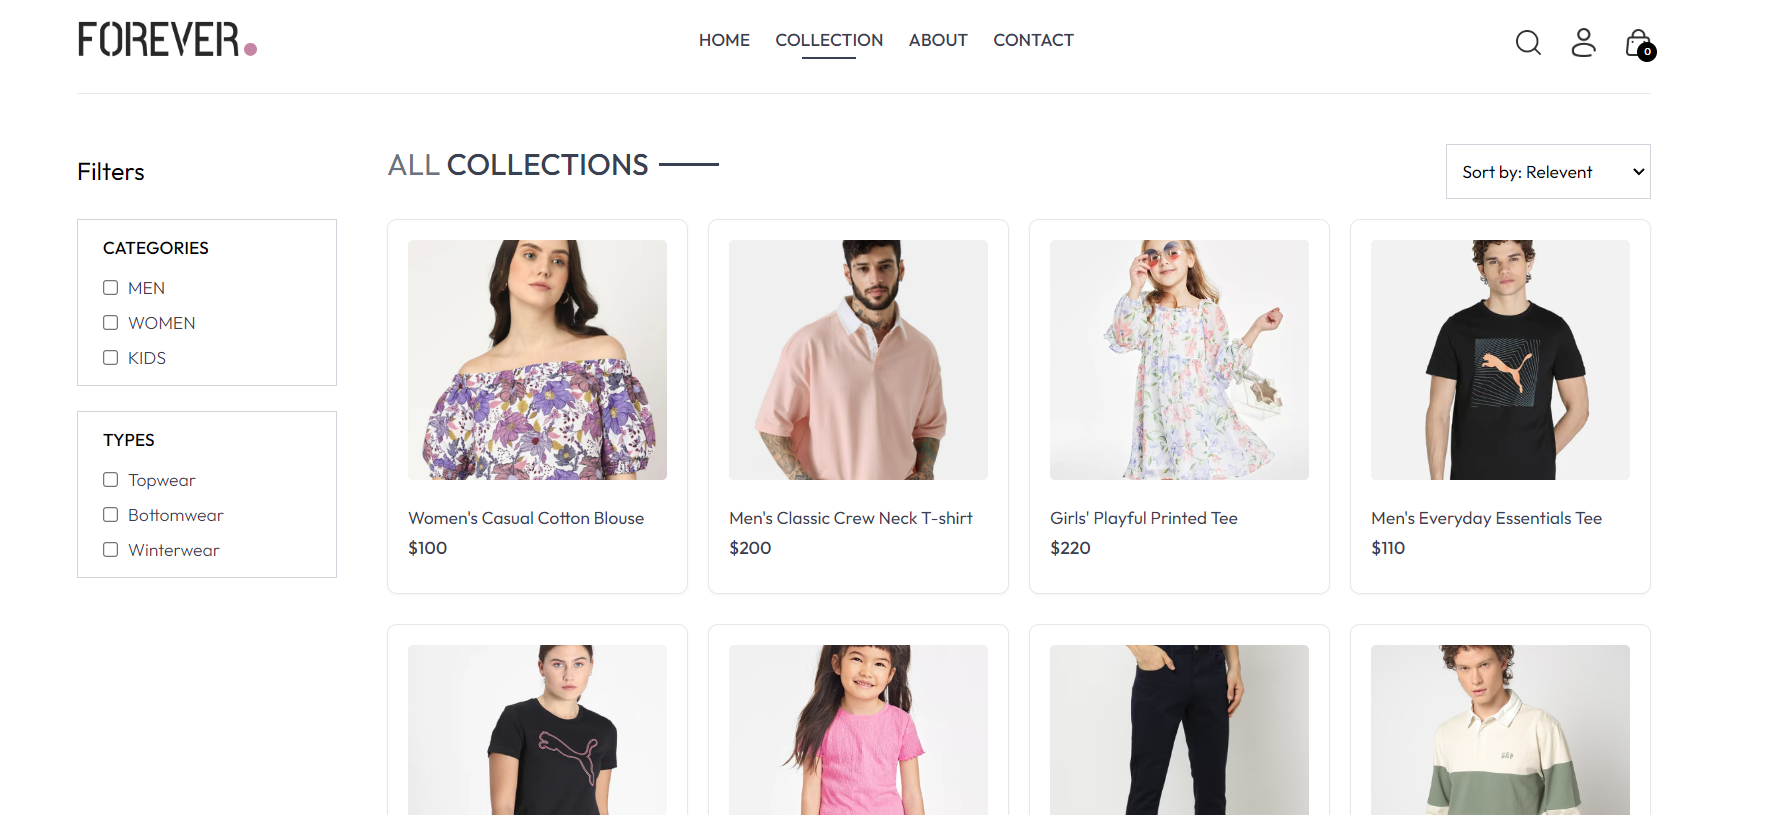 FOREVER.
HOME COLLECTION ABOUT CONTACT
0
Filters
ALL COLLECTIONS
Sort by: Relevent
CATEGORIES
MEN
WOMEN
KIDS
TYPES
Topwear
Bottomwear
Winterwear
Women's Casual Cotton Blouse
$100
Men's Classic Crew Neck T-shirt
$200
Girls' Playful Printed Tee
$220
Men's Everyday Essentials Tee
$110
GAP